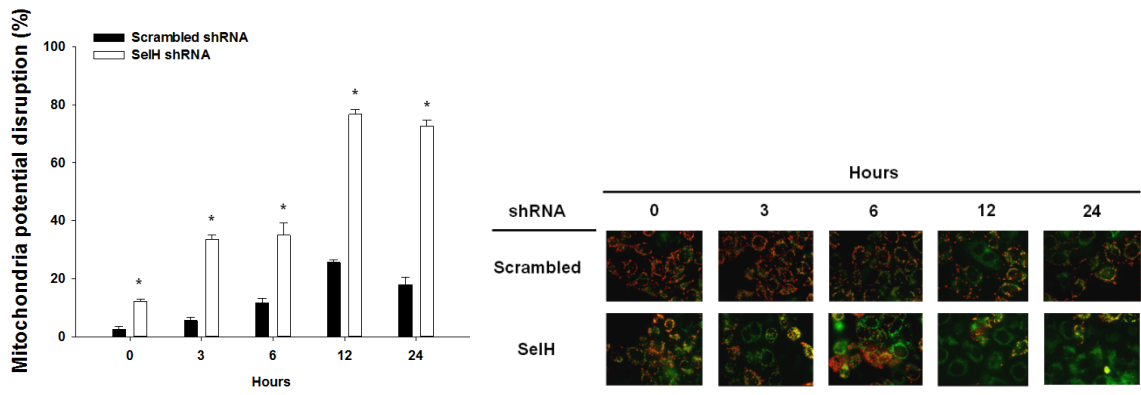 Mitochondria potential disruption (%)
Scrambled shRNA
SelH shRNA
100
80
60
40
20
0
*
*
*
*
*
0 3 6 12 24
Hours
Hours
shRNA 0 3 6 12 24
Scrambled
SelH